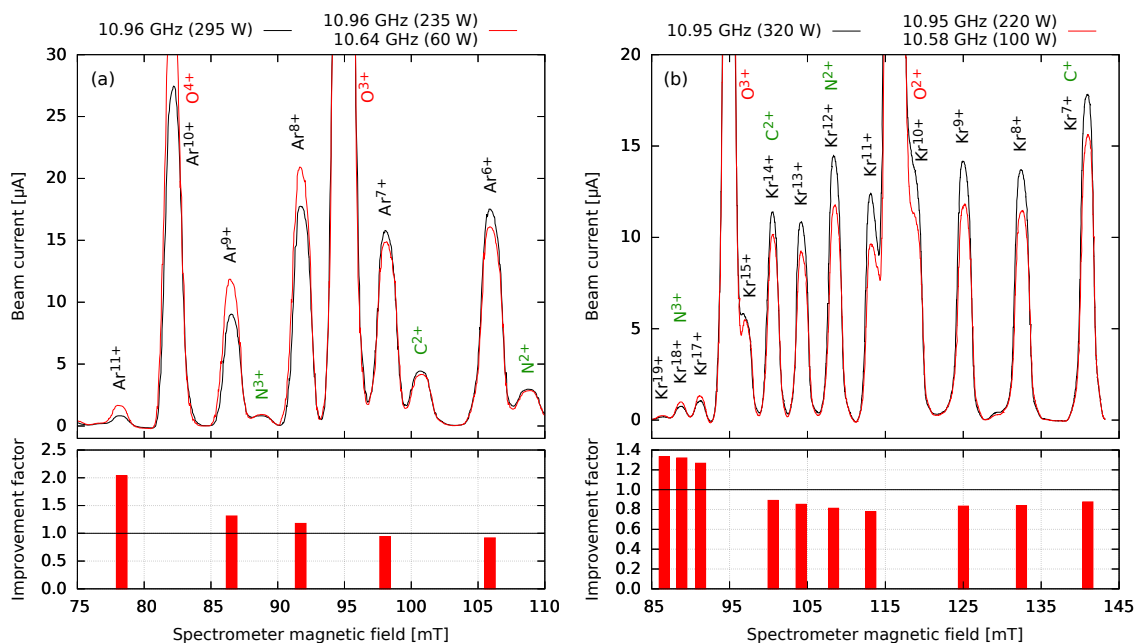 10.96 GHz (295 W)
10.96 GHz (235 W)
10.64 GHz (60 W)
(a)
Beam current [µA]
30
25
20
15
10
5
0
Ar¹¹⁺
O⁴⁺
Ar¹⁰⁺
Ar⁹⁺
N³⁺
Ar⁸⁺
O³⁺
Ar⁷⁺
C²⁺
Ar⁶⁺
N²⁺
Improvement factor
2.5
2.0
1.5
1.0
0.5
0.0
75 80 85 90 95 100 105 110
Spectrometer magnetic field [mT]
10.95 GHz (320 W)
10.95 GHz (220 W)
10.58 GHz (100 W)
(b)
Beam current [µA]
20
15
10
5
0
Kr¹⁹⁺
N³⁺
Kr¹⁸⁺
Kr¹⁷⁺
O³⁺
Kr¹⁵⁺
C²⁺
Kr¹⁴⁺
Kr¹³⁺
N²⁺
Kr¹²⁺
Kr¹¹⁺
O²⁺
Kr¹⁰⁺
Kr⁹⁺
Kr⁸⁺
C⁺
Kr⁷⁺
Improvement factor
1.4
1.2
1.0
0.8
0.6
0.4
0.2
0.0
85 95 105 115 125 135 145
Spectrometer magnetic field [mT]